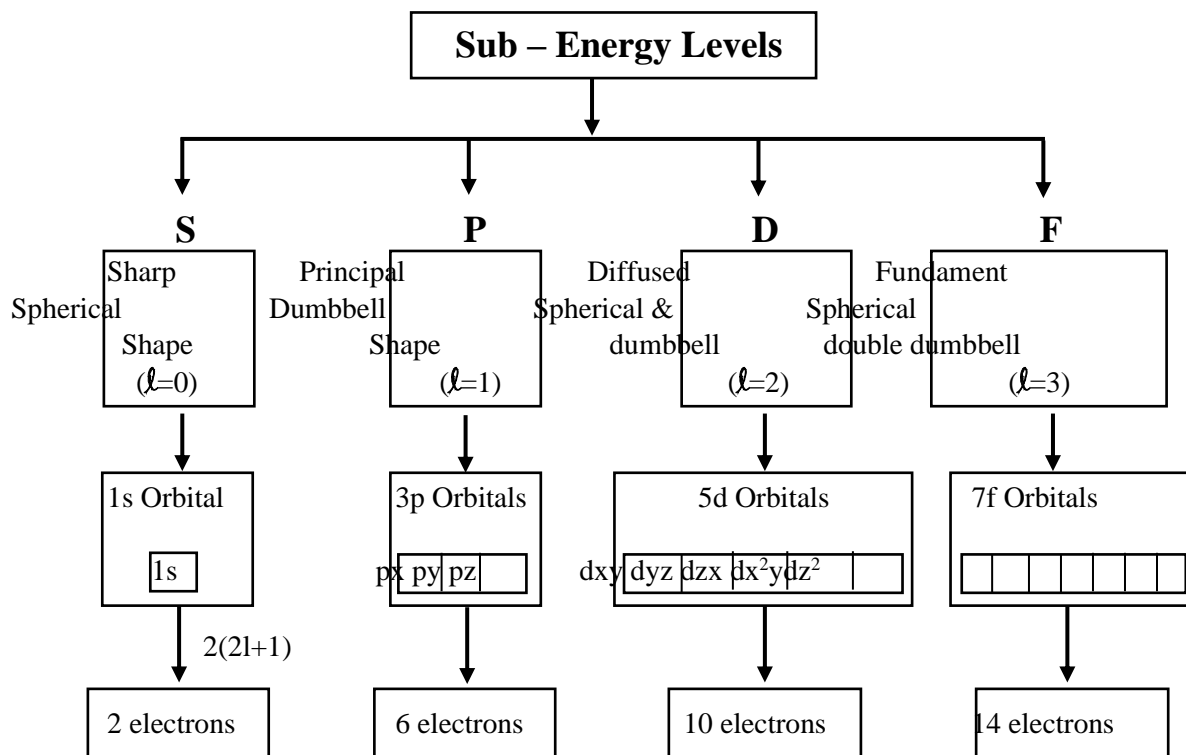 Sub – Energy Levels
S P D F
Sharp Principal Diffused Fundament
Spherical Dumbbell Spherical & Spherical
Shape Shape dumbbell double dumbbell
(ℓ=0) (ℓ=1) (ℓ=2) (ℓ=3)
1s Orbital 3p Orbitals 5d Orbitals 7f Orbitals
1s px py pz dxy dyz dzx dx²ydz²
2(2l+1)
2 electrons 6 electrons 10 electrons 14 electrons